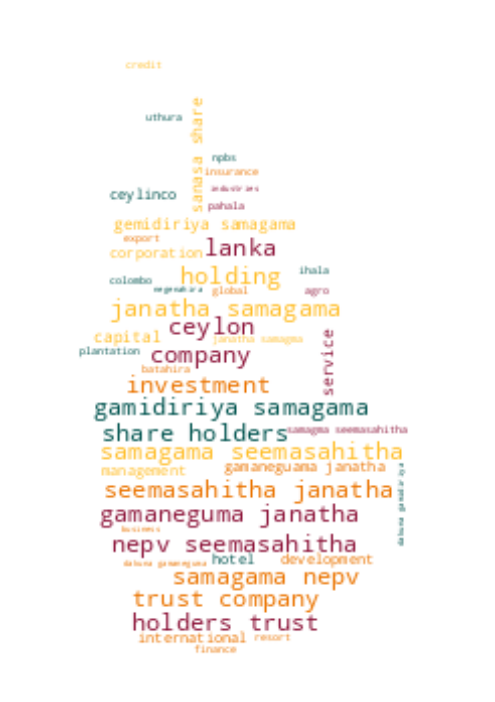 credit
uthura
sanasa share
npbs
insurance
industries
ceylinco
pahala
gemidiriya samagama
export
corporation
lanka
holding
ihala
colombo
negenahira
global
agro
janatha samagama
ceylon
capital
janatha samagma
service
plantation
company
batahira
investment
gamidiriya samagama
share holders
samagma seemasahitha
samagama seemasahitha
management
gamaneguama janatha
dakuna gamidiriya
seemasahitha janatha
gamaneguma janatha
business
nepv seemasahitha
dakuna gamaneguma
hotel
development
samagama nepv
trust company
holders trust
international
resort
finance